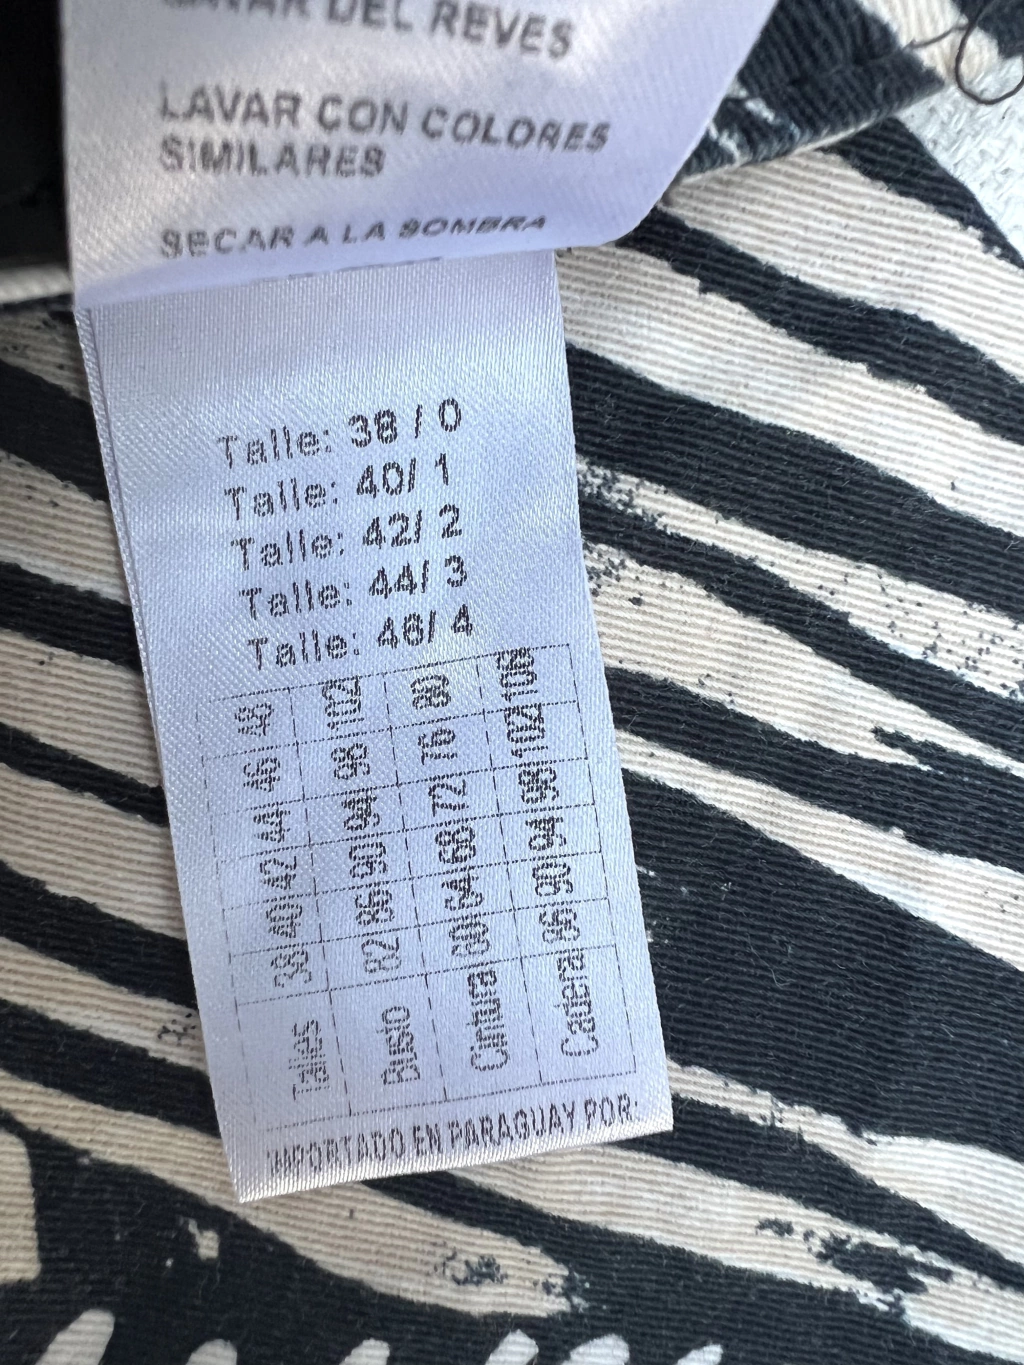 DEL REVES
LAVAR CON COLORES
SIMILARES
SECAR A LA SOMBRA
Talle: 38 / 0
Talle: 40/ 1
Talle: 42/ 2
Talle: 44/ 3
Talle: 46/ 4
Talles 38 40 42 44 46 48
Busto 82 86 90 94 98 102
Cintura 60 64 68 72 76 80
Cadera 86 90 94 98 102 106
IMPORTADO EN PARAGUAY POR: